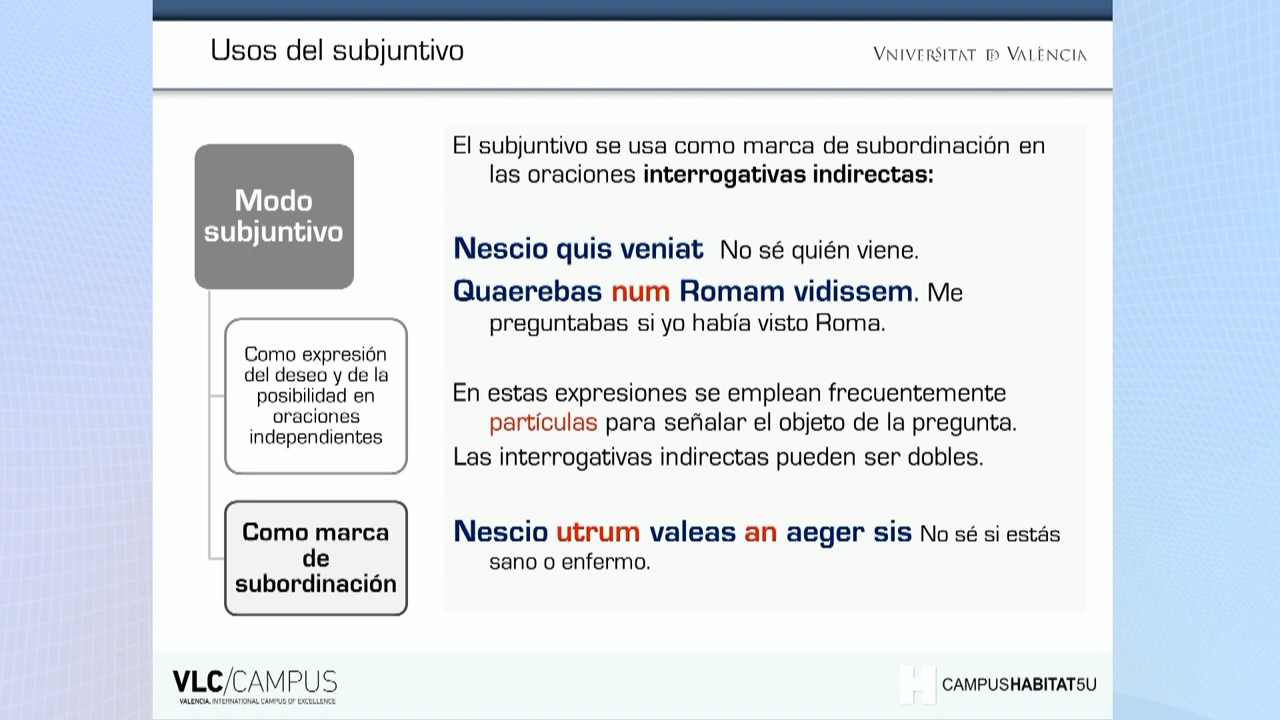 Usos del subjuntivo
VNIVERSITAT DE VALÈNCIA
Modo
subjuntivo
Como expresión
del deseo y de la
posibilidad en
oraciones
independientes
Como marca
de
subordinación
El subjuntivo se usa como marca de subordinación en
las oraciones interrogativas indirectas:
Nescio quis veniat No sé quién viene.
Quaerebas num Romam vidissem. Me
preguntabas si yo había visto Roma.
En estas expresiones se emplean frecuentemente
partículas para señalar el objeto de la pregunta.
Las interrogativas indirectas pueden ser dobles.
Nescio utrum valeas an aeger sis No sé si estás
sano o enfermo.
VLC/CAMPUS
VALENCIA, INTERNATIONAL CAMPUS OF EXCELLENCE
H CAMPUSHABITAT5U